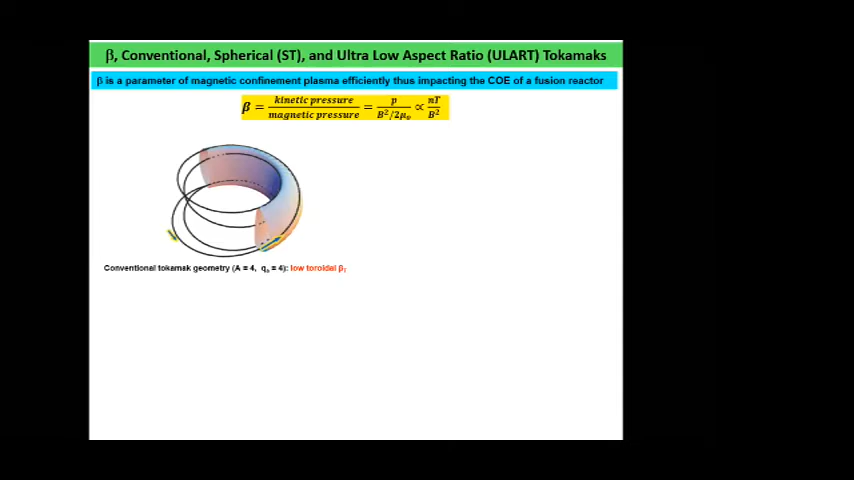 β, Conventional, Spherical (ST), and Ultra Low Aspect Ratio (ULART) Tokamaks
β is a parameter of magnetic confinement plasma efficiently thus impacting the COE of a fusion reactor
β = kinetic pressure / magnetic pressure = p / B²/2μₒ ∝ nT / B²
Conventional tokamak geometry (A = 4, qₐ = 4): low toroidal βₜ